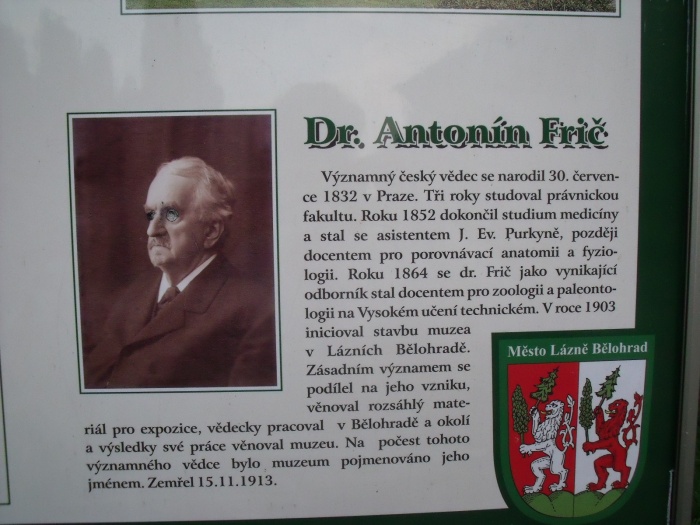 Dr. Antonín Frič
Významný český vědec se narodil 30. červen-
ce 1832 v Praze. Tři roky studoval právnickou
fakultu. Roku 1852 dokončil studium medicíny
a stal se asistentem J. Ev. Purkyně, později
docentem pro porovnávací anatomii a fyzio-
logii. Roku 1864 se dr. Frič jako vynikající
odborník stal docentem pro zoologii a paleonto-
logii na Vysokém učení technickém. V roce 1903
inicioval stavbu muzea
v Lázních Bělohradě.
Zásadním významem se
podílel na jeho vzniku,
věnoval rozsáhlý mate-
riál pro expozice, vědecky pracoval v Bělohradě a okolí
a výsledky své práce věnoval muzeu. Na počest tohoto
významného vědce bylo muzeum pojmenováno jeho
jménem. Zemřel 15.11.1913.
Město Lázně Bělohrad